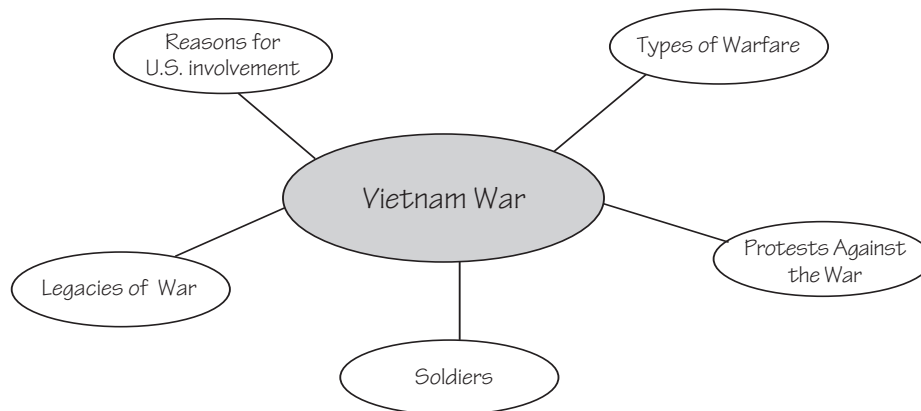 Reasons for
U.S. involvement
Types of Warfare
Vietnam War
Protests Against
the War
Legacies of War
Soldiers